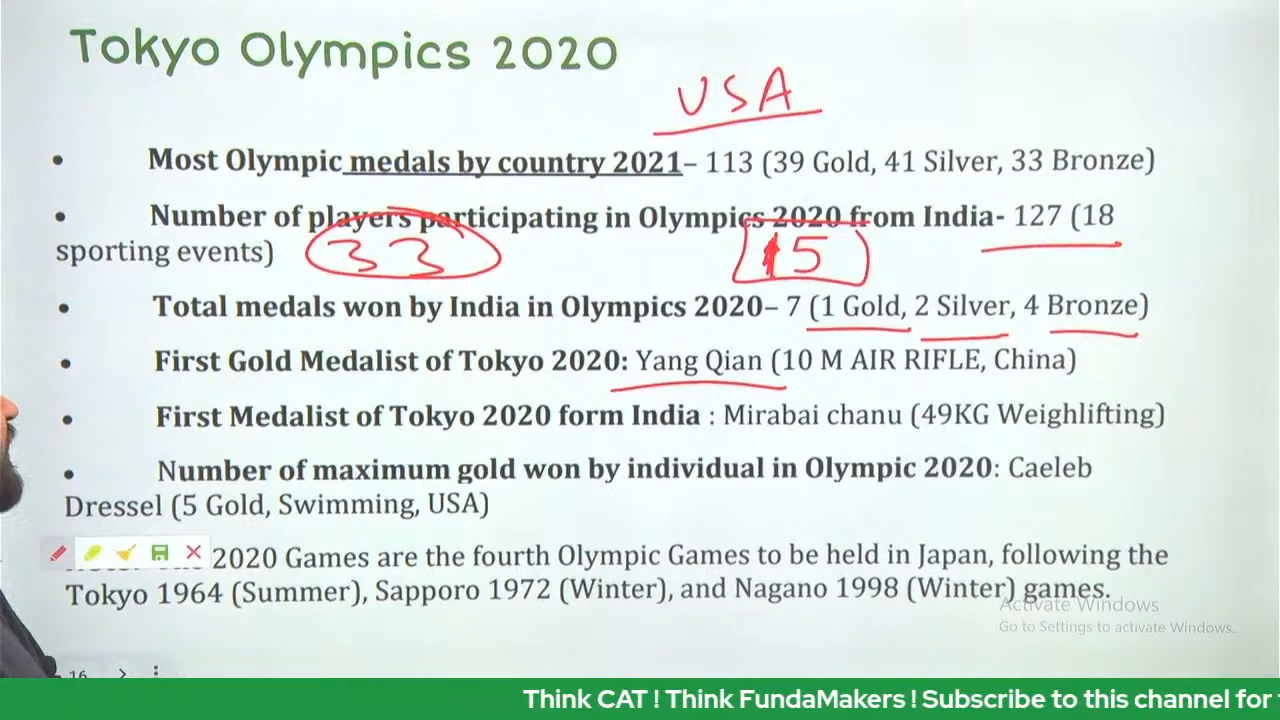 Tokyo Olympics 2020
USA
• Most Olympic medals by country 2021– 113 (39 Gold, 41 Silver, 33 Bronze)
• Number of players participating in Olympics 2020 from India- 127 (18
sporting events)
33
15
• Total medals won by India in Olympics 2020– 7 (1 Gold, 2 Silver, 4 Bronze)
• First Gold Medalist of Tokyo 2020: Yang Qian (10 M AIR RIFLE, China)
• First Medalist of Tokyo 2020 form India : Mirabai chanu (49KG Weighlifting)
• Number of maximum gold won by individual in Olympic 2020: Caeleb
Dressel (5 Gold, Swimming, USA)
2020 Games are the fourth Olympic Games to be held in Japan, following the
Tokyo 1964 (Summer), Sapporo 1972 (Winter), and Nagano 1998 (Winter) games.
Activate Windows
Go to Settings to activate Windows.
16
Think CAT ! Think FundaMakers ! Subscribe to this channel for